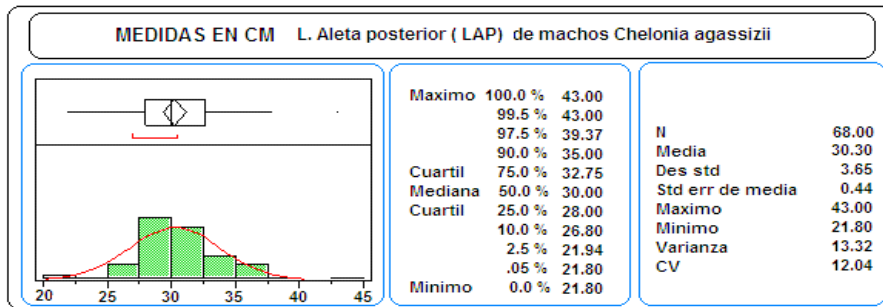 MEDIDAS EN CM L. Aleta posterior ( LAP) de machos Chelonia agassizii
20 25 30 35 40 45
Maximo 100.0 % 43.00
99.5 % 43.00
97.5 % 39.37
90.0 % 35.00
Cuartil 75.0 % 32.75
Mediana 50.0 % 30.00
Cuartil 25.0 % 28.00
10.0 % 26.80
2.5 % 21.94
.05 % 21.80
Minimo 0.0 % 21.80
N 68.00
Media 30.30
Des std 3.65
Std err de media 0.44
Maximo 43.00
Minimo 21.80
Varianza 13.32
CV 12.04